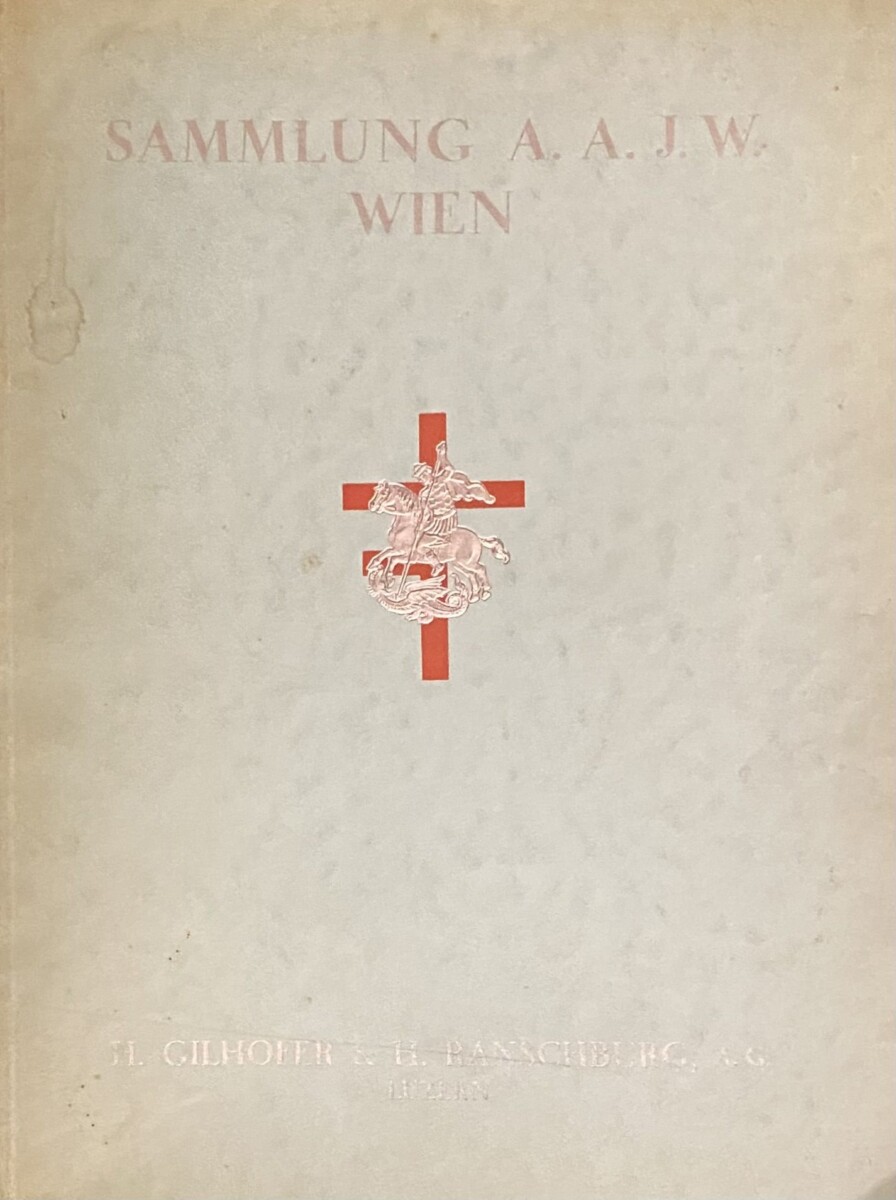 SAMMLUNG A. A. J. W.
WIEN
H. GILHOFER & H. RANSCHBURG, A. G.
LUZERN